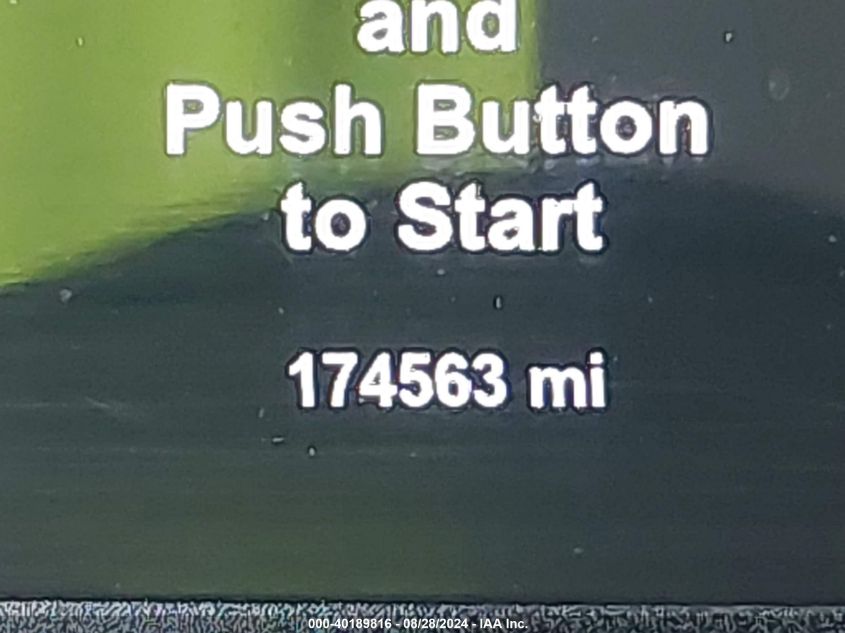 and
Push Button
to Start
174563 mi
000-40189816 - 08/28/2024 - IAA Inc.